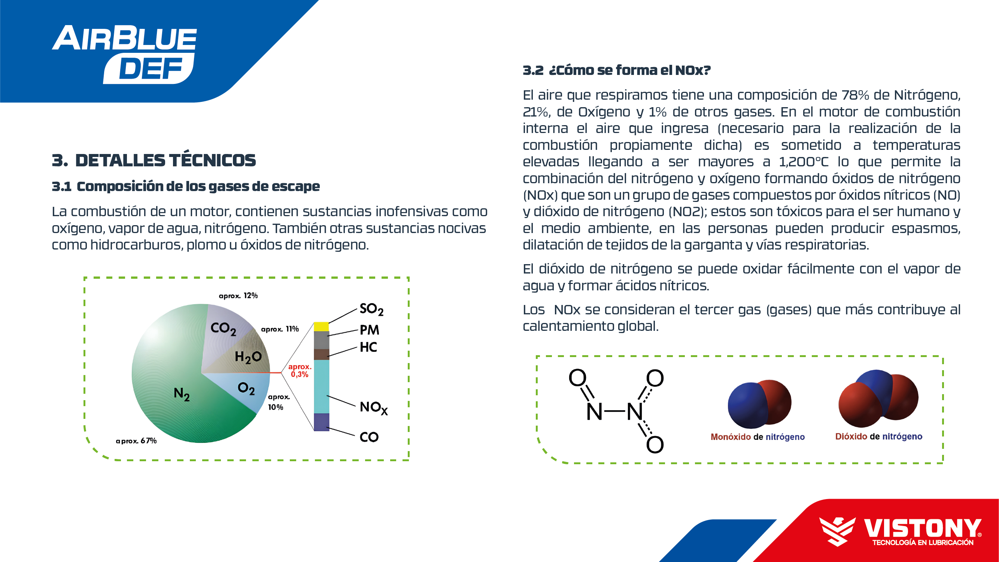 AIRBLUE
DEF
3. DETALLES TÉCNICOS
3.1 Composición de los gases de escape
La combustión de un motor, contienen sustancias inofensivas como
oxígeno, vapor de agua, nitrógeno. También otras sustancias nocivas
como hidrocarburos, plomo u óxidos de nitrógeno.
aprox. 12%
CO2
aprox. 11%
H2O
aprox.
0,3%
O2
aprox.
10%
N2
aprox. 67%
SO2
PM
HC
NOX
CO
3.2 ¿Cómo se forma el NOx?
El aire que respiramos tiene una composición de 78% de Nitrógeno,
21%, de Oxígeno y 1% de otros gases. En el motor de combustión
interna el aire que ingresa (necesario para la realización de la
combustión propiamente dicha) es sometido a temperaturas
elevadas llegando a ser mayores a 1,200ºC lo que permite la
combinación del nitrógeno y oxígeno formando óxidos de nitrógeno
(NOx) que son un grupo de gases compuestos por óxidos nítricos (NO)
y dióxido de nitrógeno (NO2); estos son tóxicos para el ser humano y
el medio ambiente, en las personas pueden producir espasmos,
dilatación de tejidos de la garganta y vías respiratorias.
El dióxido de nitrógeno se puede oxidar fácilmente con el vapor de
agua y formar ácidos nítricos.
Los NOx se consideran el tercer gas (gases) que más contribuye al
calentamiento global.
O O
N N
O
Monóxido de nitrógeno
Dióxido de nitrógeno
VISTONY®
TECNOLOGÍA EN LUBRICACIÓN